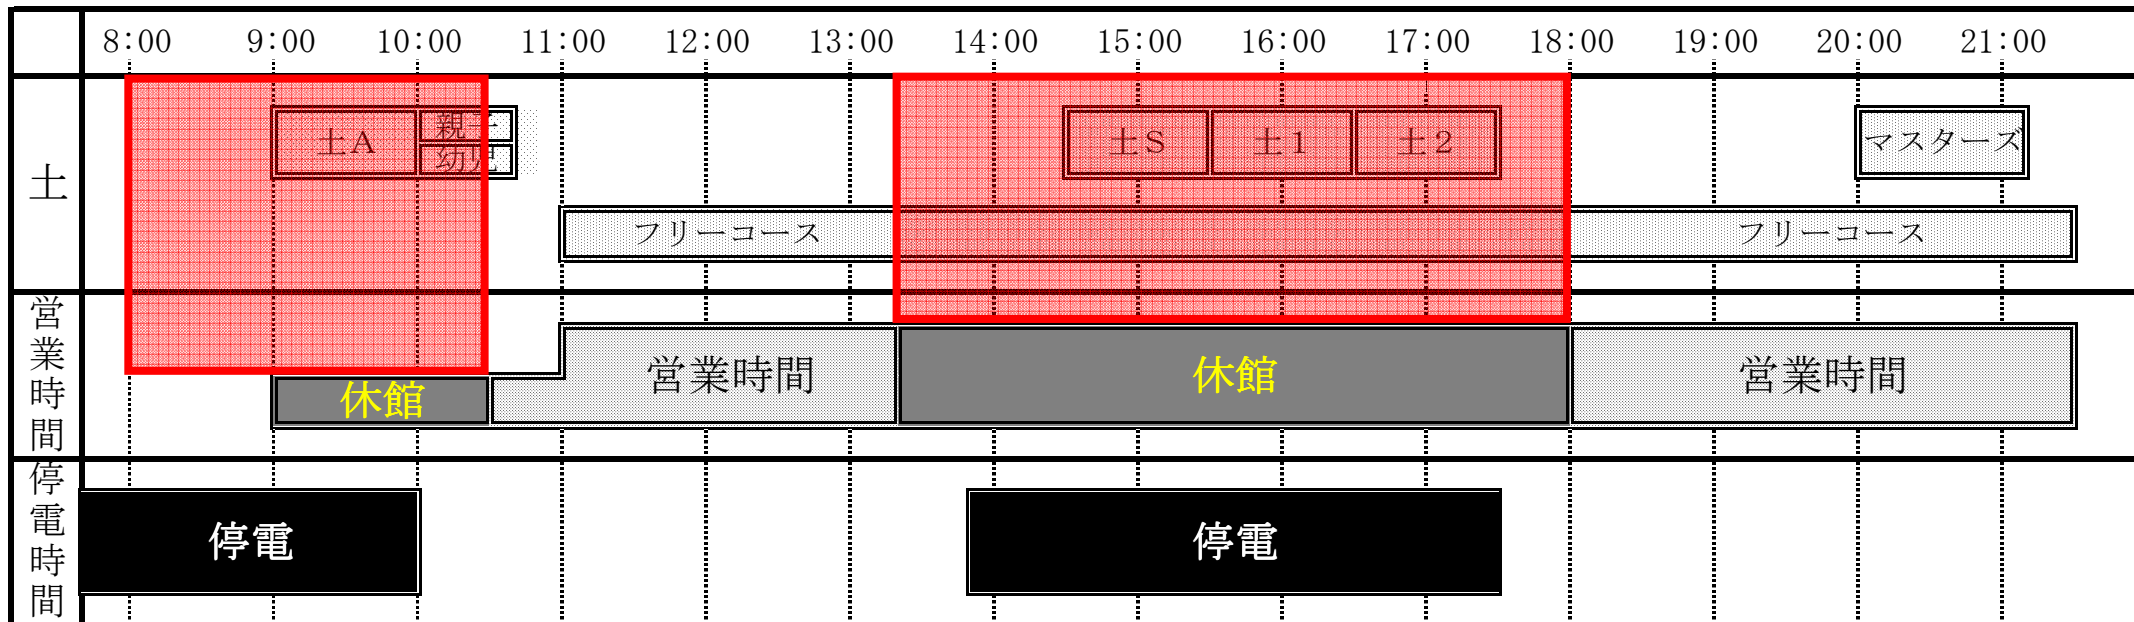 8:00 9:00 10:00 11:00 12:00 13:00 14:00 15:00 16:00 17:00 18:00 19:00 20:00 21:00
土
土A
親子
幼児
土S
土1
土2
マスターズ
フリーコース
フリーコース
営業時間
休館
営業時間
休館
営業時間
停電時間
停電
停電